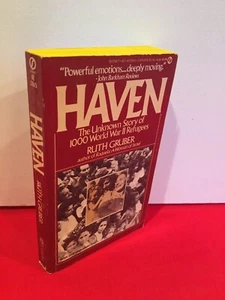 "Powerful emotions...deeply moving."
-John Barkham Reviews
HAVEN
The Unknown Story of
1000 World War II Refugees
RUTH GRUBER
HAVEN
RUTH GRUBER